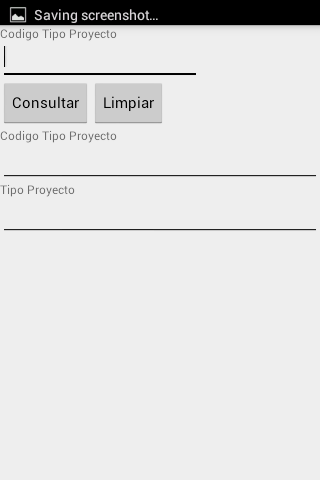 Saving screenshot...
Codigo Tipo Proyecto
Consultar Limpiar
Codigo Tipo Proyecto
Tipo Proyecto